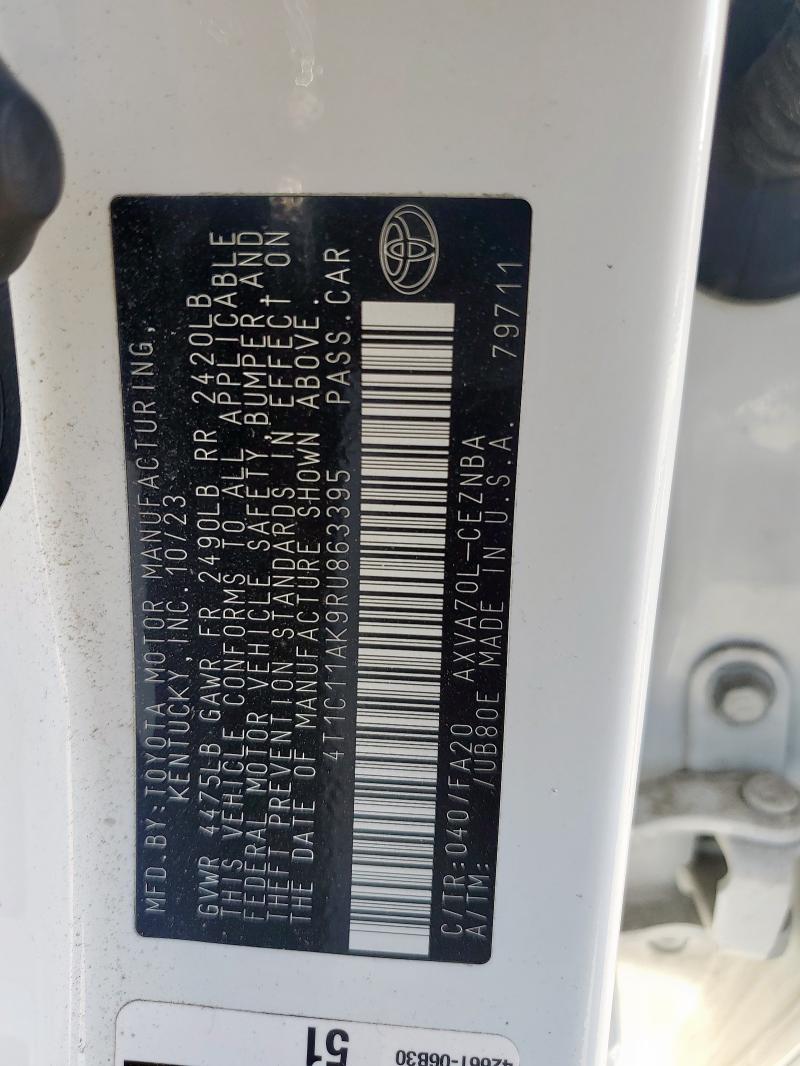 MFD.BY:TOYOTA MOTOR MANUFACTURING,
KENTUCKY, INC. 10/23
GVWR 4475LB GAWR FR 2490LB RR 2420LB
THIS VEHICLE CONFORMS TO ALL APPLICABLE
FEDERAL MOTOR VEHICLE SAFETY,BUMPER,AND
THEFT PREVENTION STANDARDS IN EFFECT ON
THE DATE OF MANUFACTURE SHOWN ABOVE.
4T1C11AK9RU863395 PASS.CAR
C/TR:040/FA20 AXVA70L-CEZNBA
A/TM: /UB80E MADE IN U.S.A. 79711
51
42661-06B30